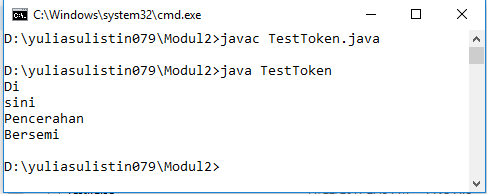 C:\Windows\system32\cmd.exe
D:\yuliasulistin079\Modul2>javac TestToken.java
D:\yuliasulistin079\Modul2>java TestToken
Di
sini
Pencerahan
Bersemi
D:\yuliasulistin079\Modul2>